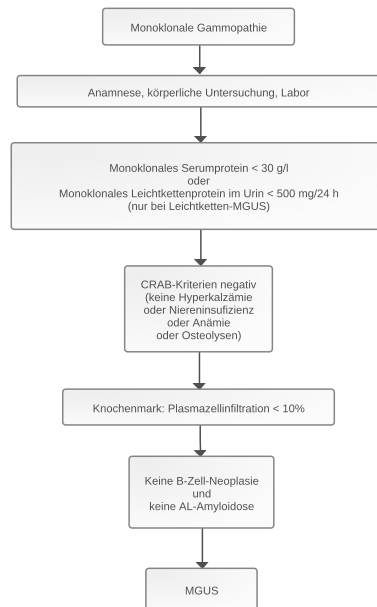 Monoklonale Gammopathie
Anamnese, körperliche Untersuchung, Labor
Monoklonales Serumprotein < 30 g/l
oder
Monoklonales Leichtkettenprotein im Urin < 500 mg/24 h
(nur bei Leichtketten-MGUS)
CRAB-Kriterien negativ
(keine Hyperkalzämie
oder Niereninsufizienz
oder Anämie
oder Osteolysen)
Knochenmark: Plasmazellinfiltration < 10%
Keine B-Zell-Neoplasie
und
keine AL-Amyloidose
MGUS